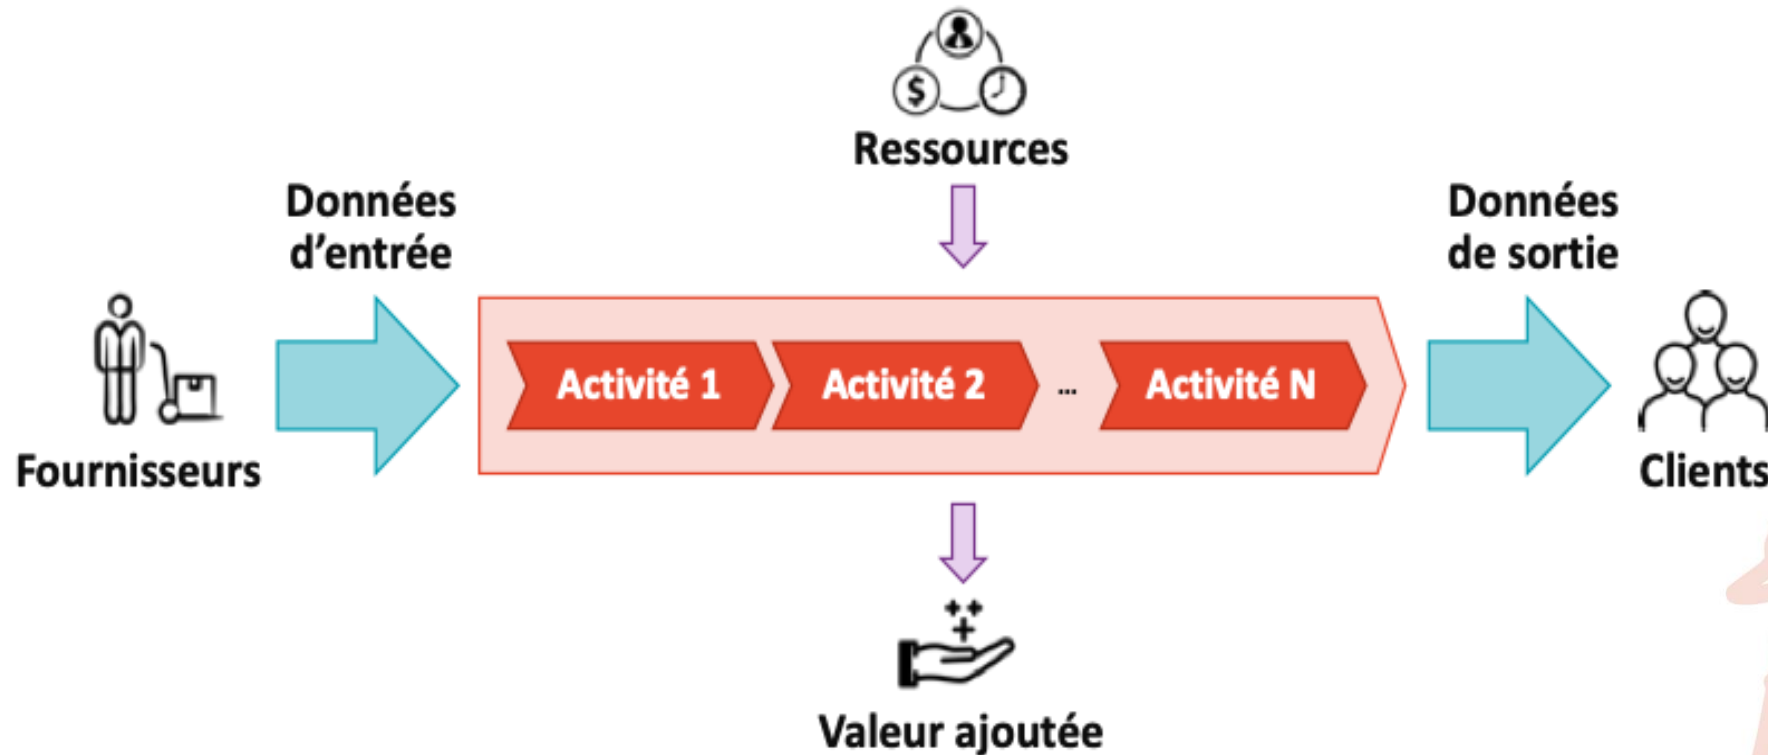 Ressources
Données
d’entrée
Données
de sortie
Activité 1
Activité 2
...
Activité N
$
Fournisseurs
Clients
Valeur ajoutée